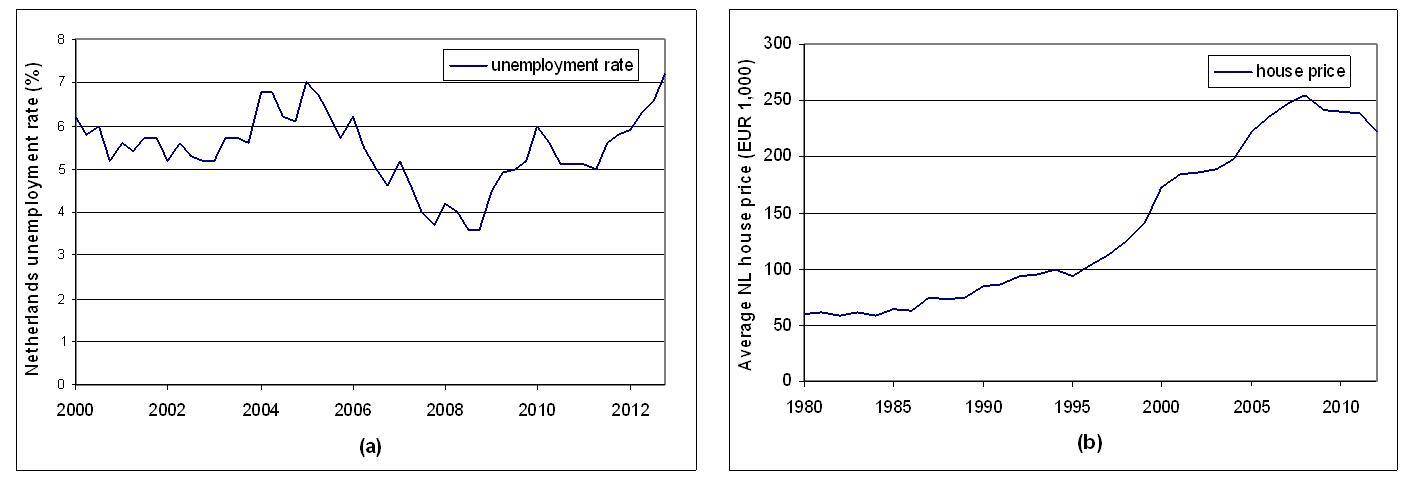 Netherlands unemployment rate (%)
8
7
6
5
4
3
2
1
0
unemployment rate
2000 2002 2004 2006 2008 2010 2012
(a)
Average NL house price (EUR 1,000)
300
250
200
150
100
50
0
house price
1980 1985 1990 1995 2000 2005 2010
(b)